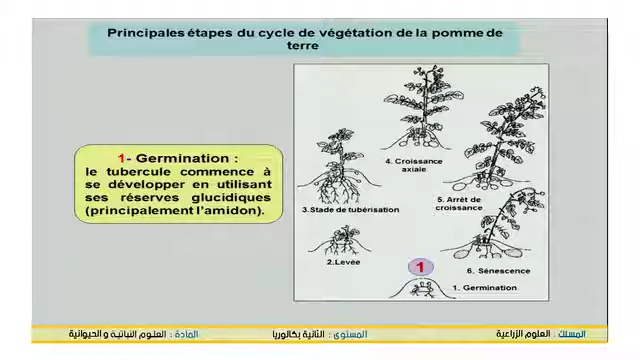 Principales étapes du cycle de végétation de la pomme de
terre
1- Germination :
le tubercule commence à
se développer en utilisant
ses réserves glucidiques
(principalement l'amidon).
4. Croissance
axiale
3.Stade de tubérisation
5. Arrêt de
croissance
2.Levée
6. Sénescence
1
1. Germination
المسلك : العلوم الزراعية
المستوى : الثانية بكالوريا
المادة : العلوم النباتية و الحيوانية